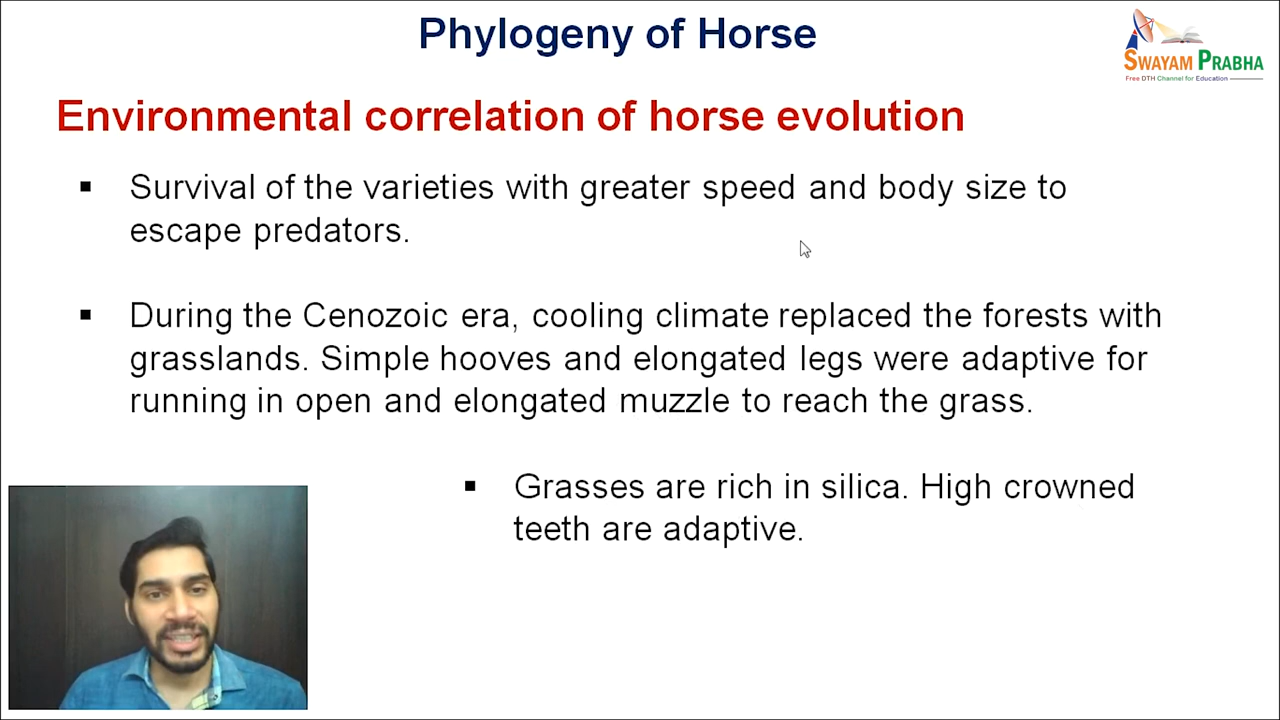 Phylogeny of Horse
SWAYAM PRABHA
Free DTH Channel for Education
Environmental correlation of horse evolution
▪ Survival of the varieties with greater speed and body size to
escape predators.
▪ During the Cenozoic era, cooling climate replaced the forests with
grasslands. Simple hooves and elongated legs were adaptive for
running in open and elongated muzzle to reach the grass.
▪ Grasses are rich in silica. High crowned
teeth are adaptive.